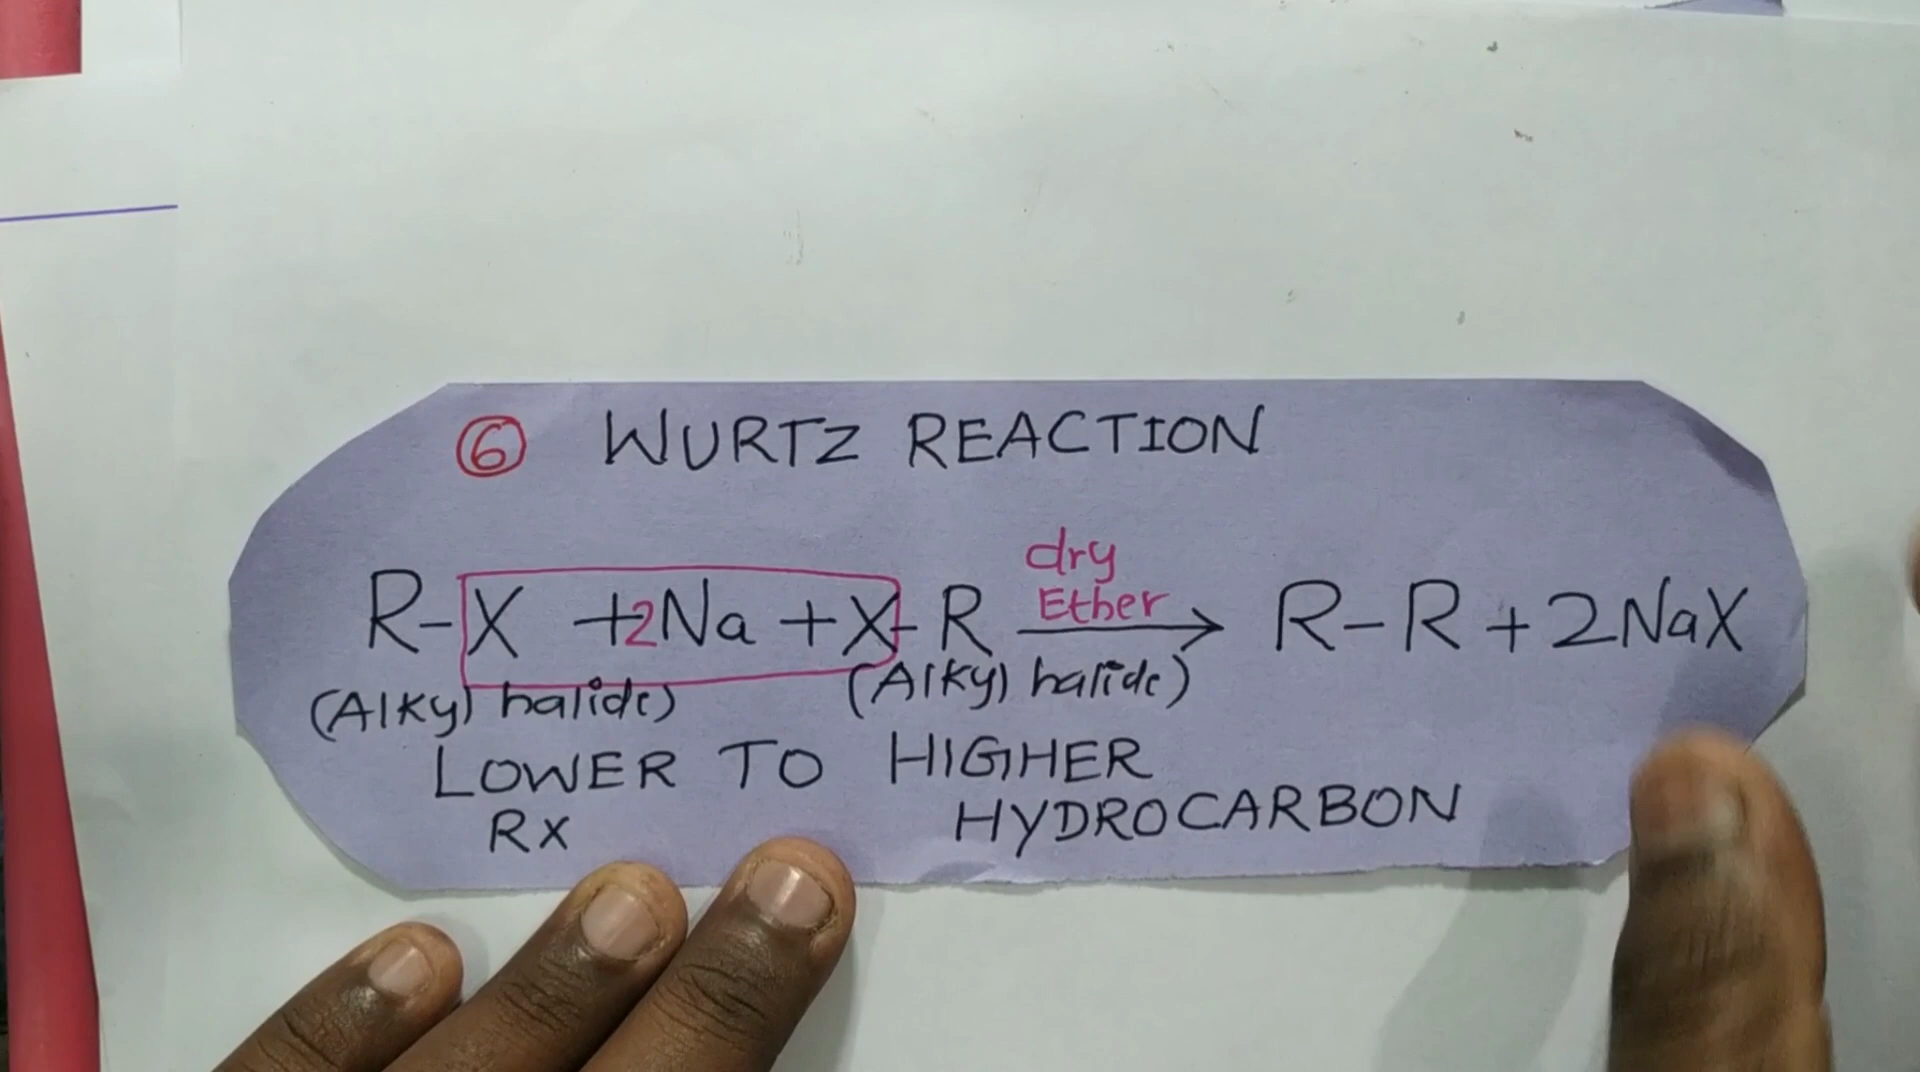 6 WURTZ REACTION
dry
Ether
R-X +2Na +X-R → R-R + 2NaX
(Alkyl halide) (Alkyl halide)
LOWER TO HIGHER
RX HYDROCARBON